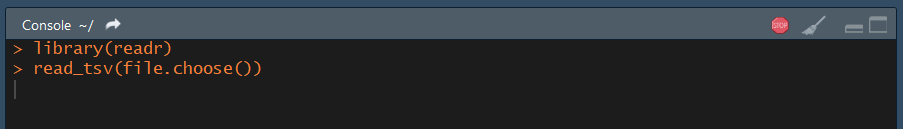 Console ~/
STOP
> library(readr)
> read_tsv(file.choose())